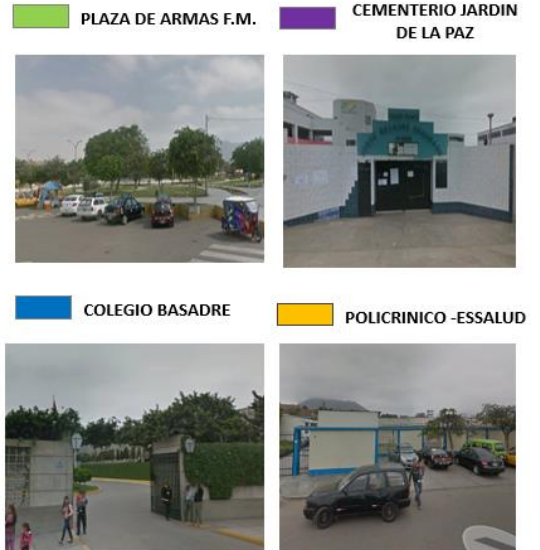 PLAZA DE ARMAS F.M.
CEMENTERIO JARDIN
DE LA PAZ
COLEGIO BASADRE
POLICRINICO -ESSALUD